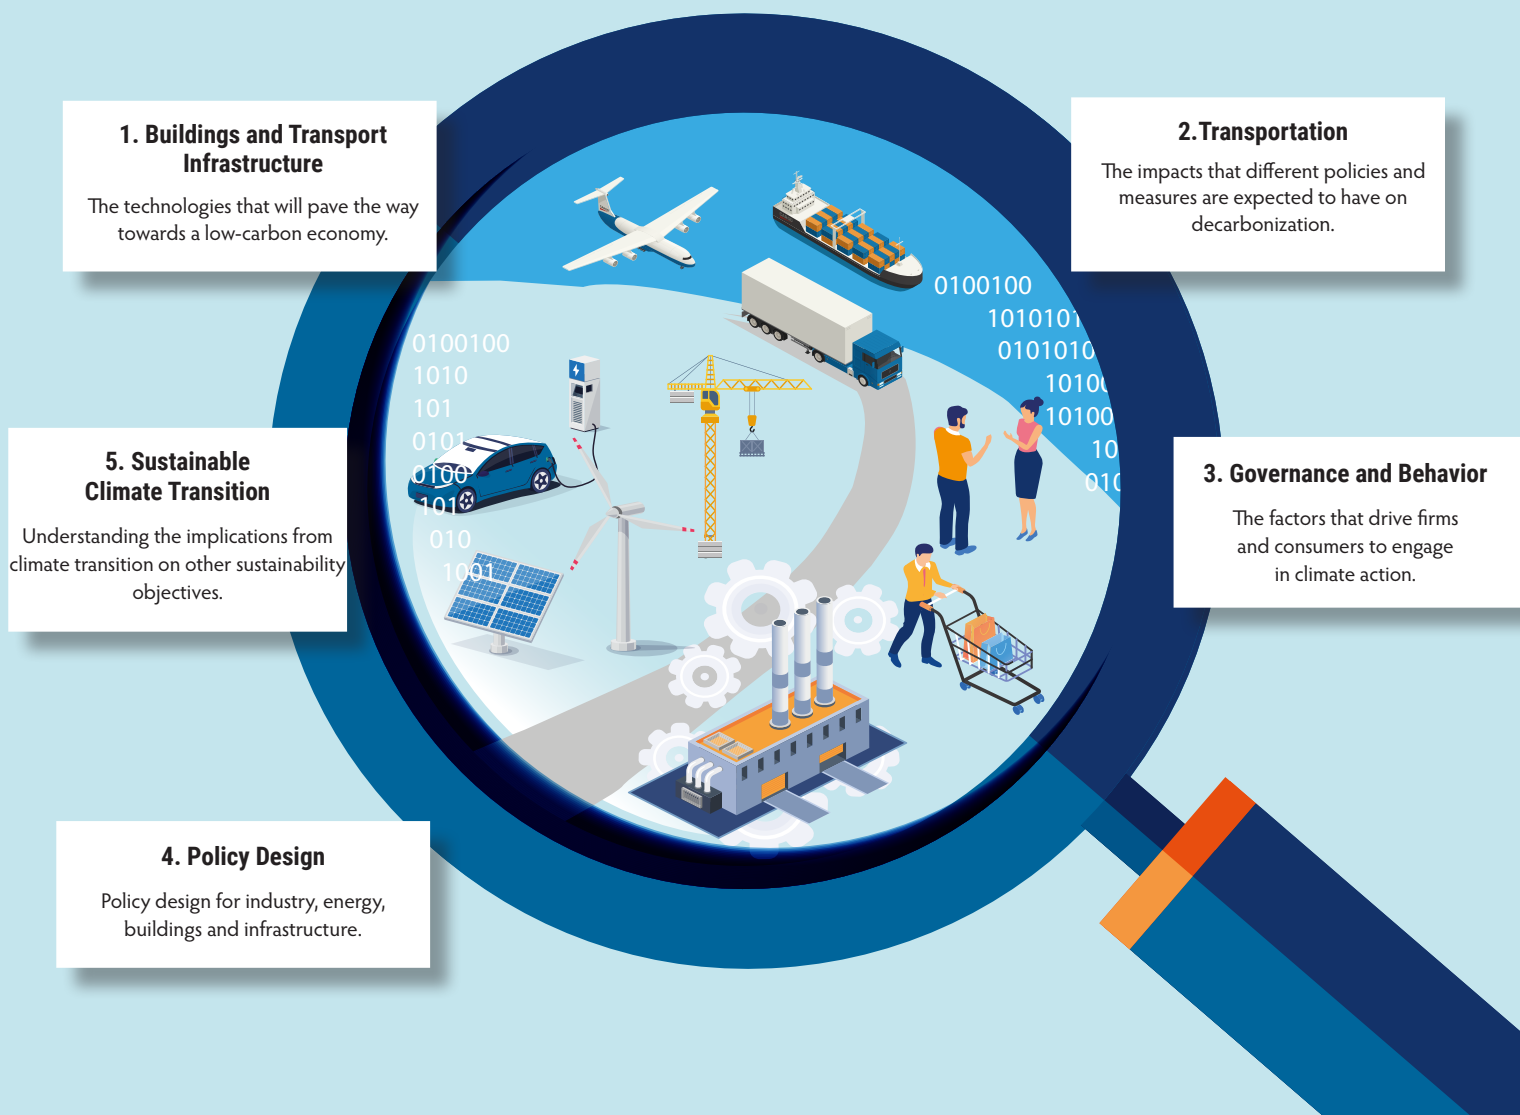 1. Buildings and Transport
Infrastructure
The technologies that will pave the way
towards a low-carbon economy.
2.Transportation
The impacts that different policies and
measures are expected to have on
decarbonization.
3. Governance and Behavior
The factors that drive firms
and consumers to engage
in climate action.
4. Policy Design
Policy design for industry, energy,
buildings and infrastructure.
5. Sustainable
Climate Transition
Understanding the implications from
climate transition on other sustainability
objectives.
0100100
1010
101
0101
0100
101
010
1001
0100100
1010101
0101010
10100
10100
10
010